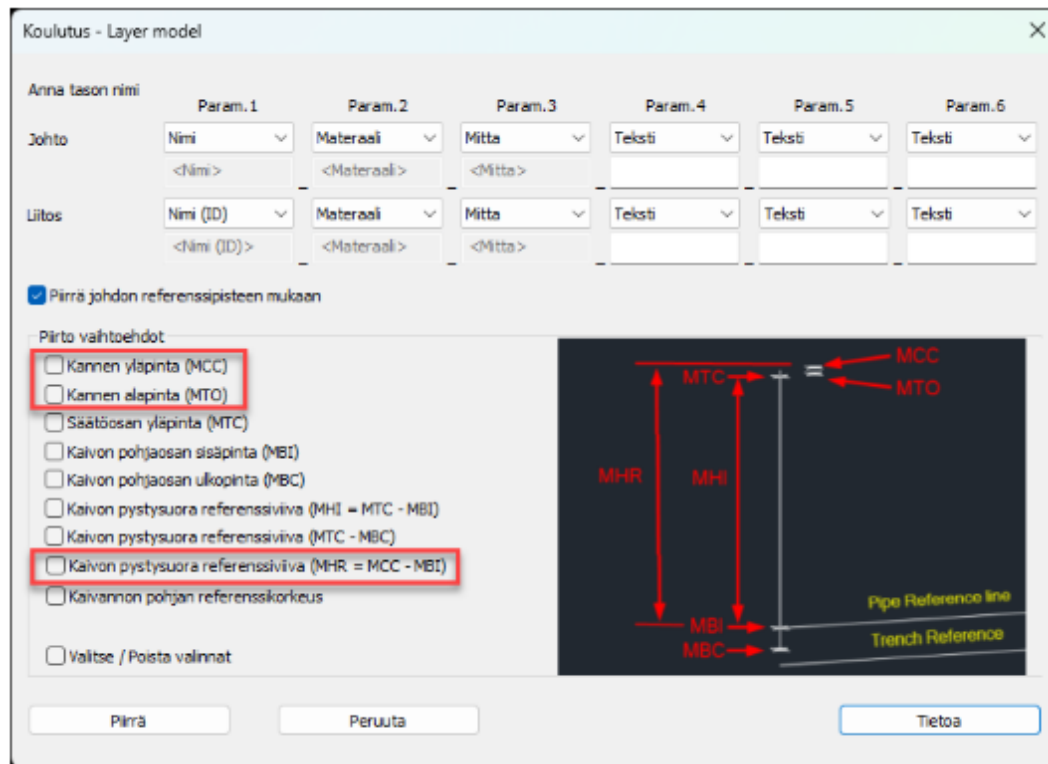 Koulutus - Layer model
Anna tason nimi
Param.1 Param.2 Param.3 Param.4 Param.5 Param.6
Johto Nimi Materaali Mitta Teksti Teksti Teksti
<Nimi> _ <Materaali> _ <Mitta> _ _ _
Liitos Nimi (ID) Materaali Mitta Teksti Teksti Teksti
<Nimi (ID)> _ <Materaali> _ <Mitta> _ _ _
Piirrä johdon referenssipisteen mukaan
Piirto vaihtoehdot
Kannen yläpinta (MCC)
Kannen alapinta (MTO)
Säätöosan yläpinta (MTC)
Kaivon pohjaosan sisäpinta (MBI)
Kaivon pohjaosan ulkopinta (MBC)
Kaivon pystysuora referenssiviiva (MHI = MTC - MBI)
Kaivon pystysuora referenssiviiva (MTC - MBC)
Kaivon pystysuora referenssiviiva (MHR = MCC - MBI)
Kaivannon pohjan referenssikorkeus
Valitse / Poista valinnat
MCC
MTC
MTO
MHR MHI
Pipe Reference line
MBI
Trench Reference
MBC
Piirrä Peruuta Tietoa